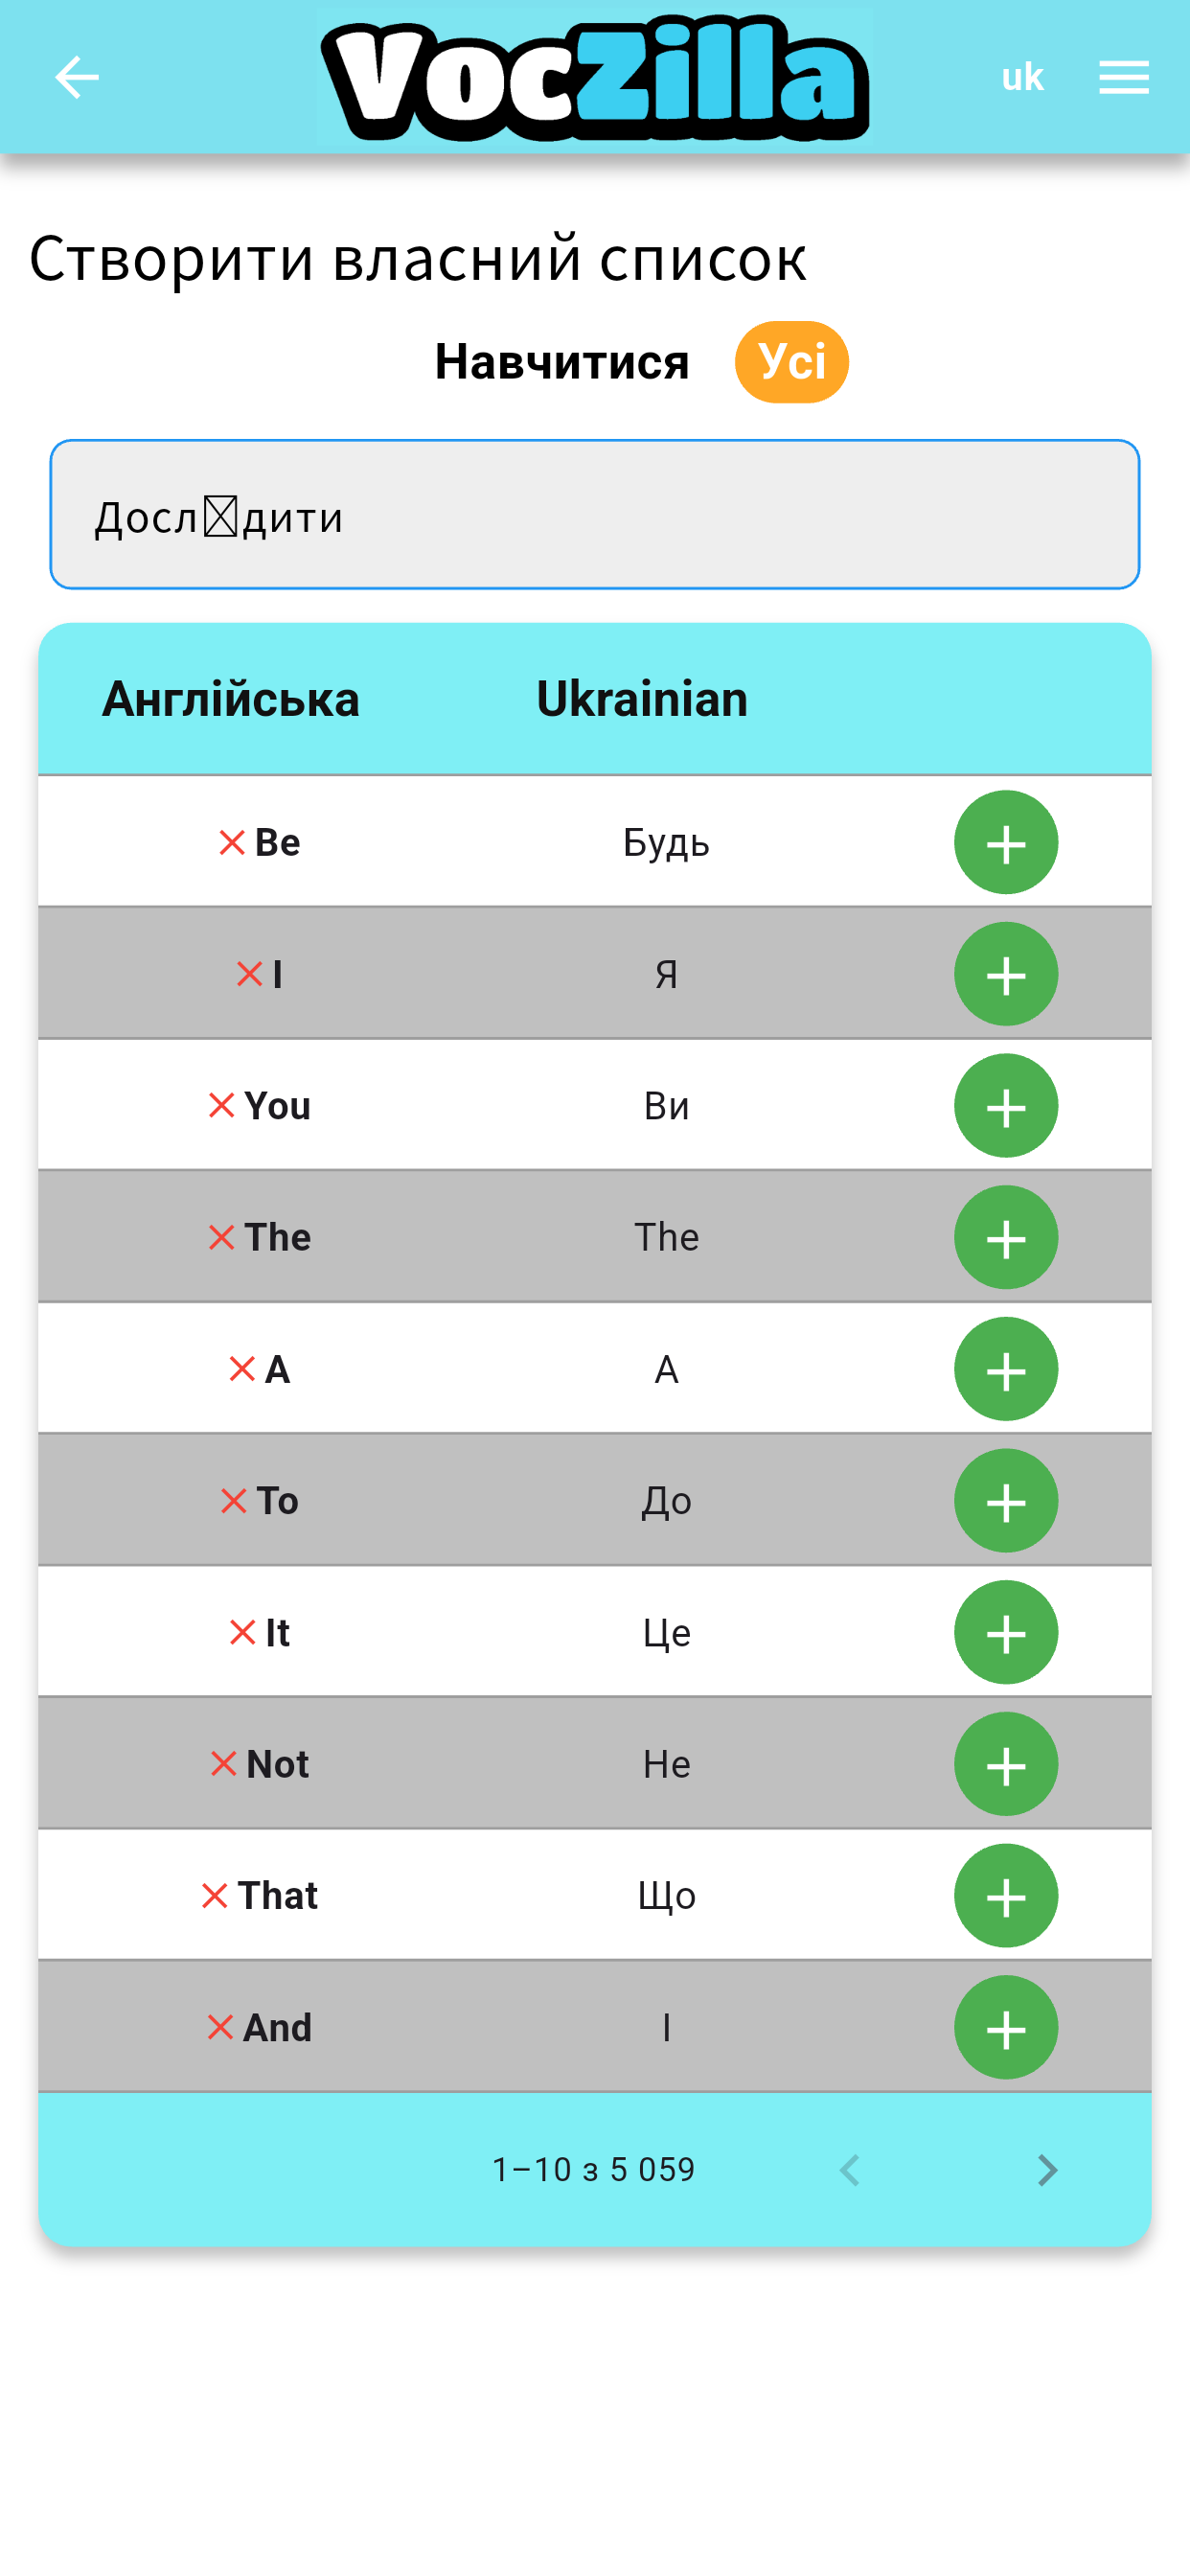 VocZilla
uk
Створити власний список
Навчитися Усі
Досл⍰дити
Англійська Ukrainian
Be Будь
I Я
You Ви
The The
A А
To До
It Це
Not Не
That Що
And І
1–10 з 5 059